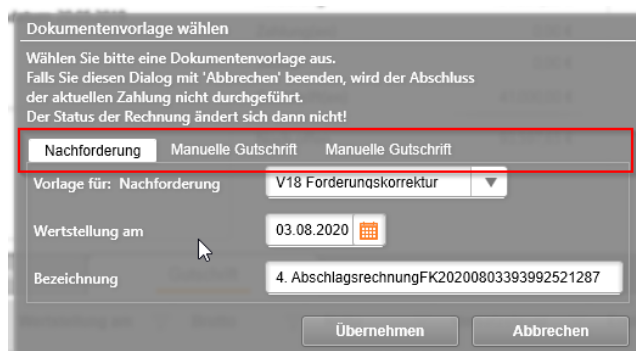 Dokumentenvorlage wählen
Wählen Sie bitte eine Dokumentenvorlage aus.
Falls Sie diesen Dialog mit 'Abbrechen' beenden, wird der Abschluss
der aktuellen Zahlung nicht durchgeführt.
Der Status der Rechnung ändert sich dann nicht!
Nachforderung Manuelle Gutschrift Manuelle Gutschrift
Vorlage für: Nachforderung V18 Forderungskorrektur
Wertstellung am 03.08.2020
Bezeichnung 4. AbschlagsrechnungFK20200803393992521287
Übernehmen Abbrechen